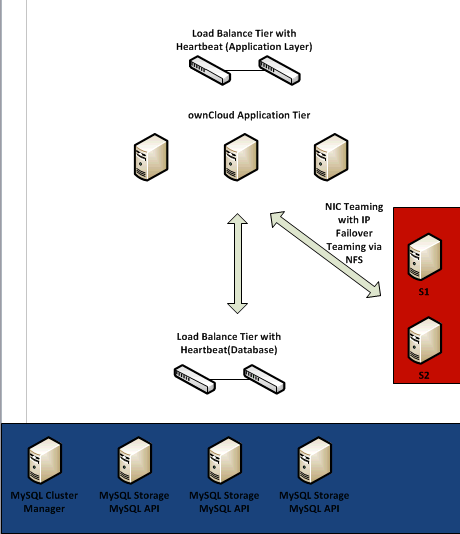 Load Balance Tier with
Heartbeat (Application Layer)
ownCloud Application Tier
NIC Teaming
with IP
Failover
Teaming via
NFS
S1
S2
Load Balance Tier with
Heartbeat(Database)
MySQL Cluster
Manager
MySQL Storage
MySQL API
MySQL Storage
MySQL API
MySQL Storage
MySQL API